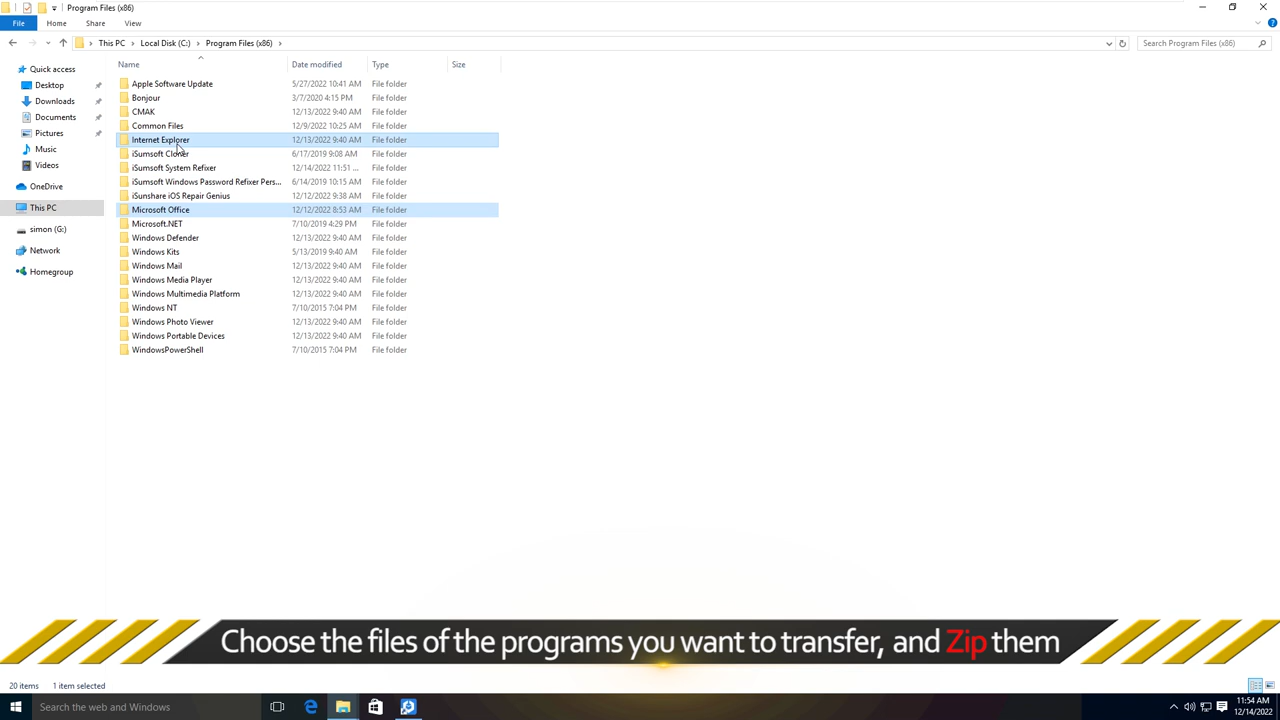 Program Files (x86)
File Home Share View
This PC Local Disk (C:) Program Files (x86) Search Program Files (x86)
Name Date modified Type Size
Quick access
Desktop
Downloads
Documents
Pictures
Music
Videos
OneDrive
This PC
simon (G:)
Network
Homegroup
Apple Software Update 5/27/2022 10:41 AM File folder
Bonjour 3/7/2020 4:15 PM File folder
CMAK 12/13/2022 9:40 AM File folder
Common Files 12/9/2022 10:25 AM File folder
Internet Explorer 12/13/2022 9:40 AM File folder
iSumsoft Cloner 6/17/2019 9:08 AM File folder
iSumsoft System Refixer 12/14/2022 11:51 ... File folder
iSumsoft Windows Password Refixer Pers... 6/14/2019 10:15 AM File folder
iSunshare iOS Repair Genius 12/12/2022 9:38 AM File folder
Microsoft Office 12/12/2022 8:53 AM File folder
Microsoft.NET 7/10/2019 4:29 PM File folder
Windows Defender 12/13/2022 9:40 AM File folder
Windows Kits 5/13/2019 9:40 AM File folder
Windows Mail 12/13/2022 9:40 AM File folder
Windows Media Player 12/13/2022 9:40 AM File folder
Windows Multimedia Platform 12/13/2022 9:40 AM File folder
Windows NT 7/10/2015 7:04 PM File folder
Windows Photo Viewer 12/13/2022 9:40 AM File folder
Windows Portable Devices 12/13/2022 9:40 AM File folder
WindowsPowerShell 7/10/2015 7:04 PM File folder
Choose the files of the programs you want to transfer, and Zip them
20 items 1 item selected
Search the web and Windows
11:54 AM
12/14/2022